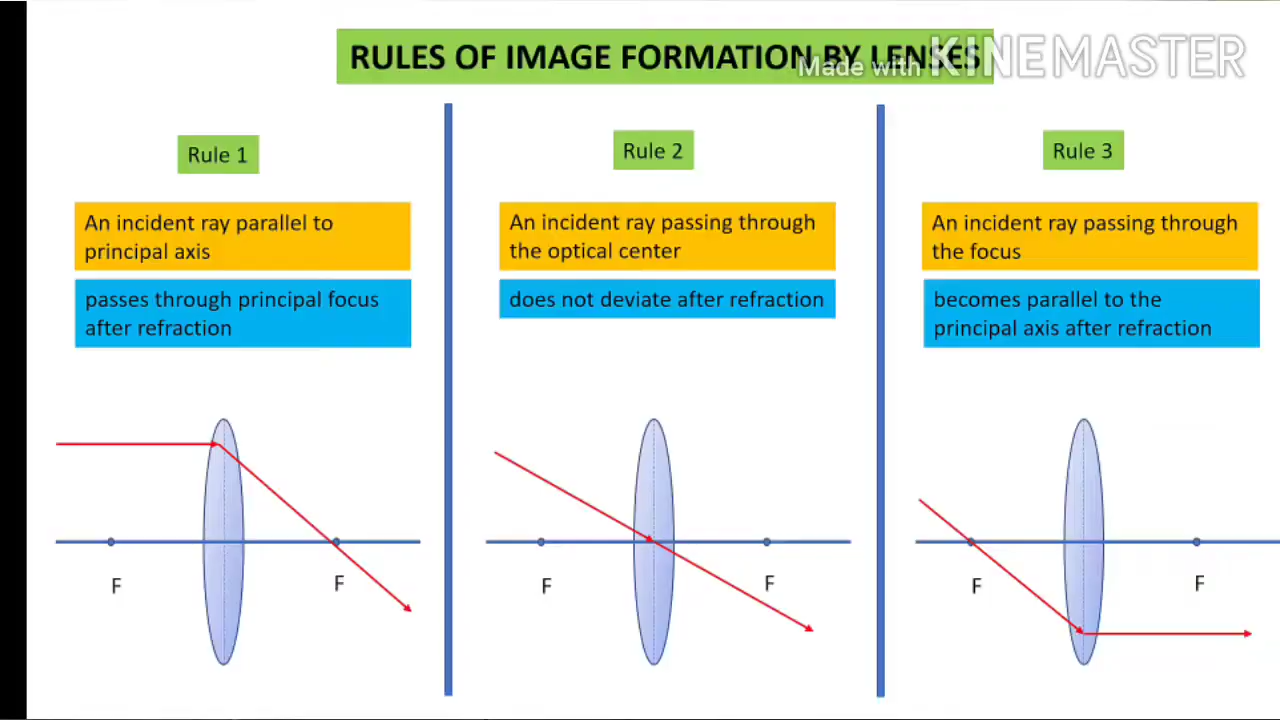 RULES OF IMAGE FORMATION BY LENSES
Made with KINEMASTER
Rule 1
An incident ray parallel to
principal axis
passes through principal focus
after refraction
F
F
Rule 2
An incident ray passing through
the optical center
does not deviate after refraction
F
F
Rule 3
An incident ray passing through
the focus
becomes parallel to the
principal axis after refraction
F
F